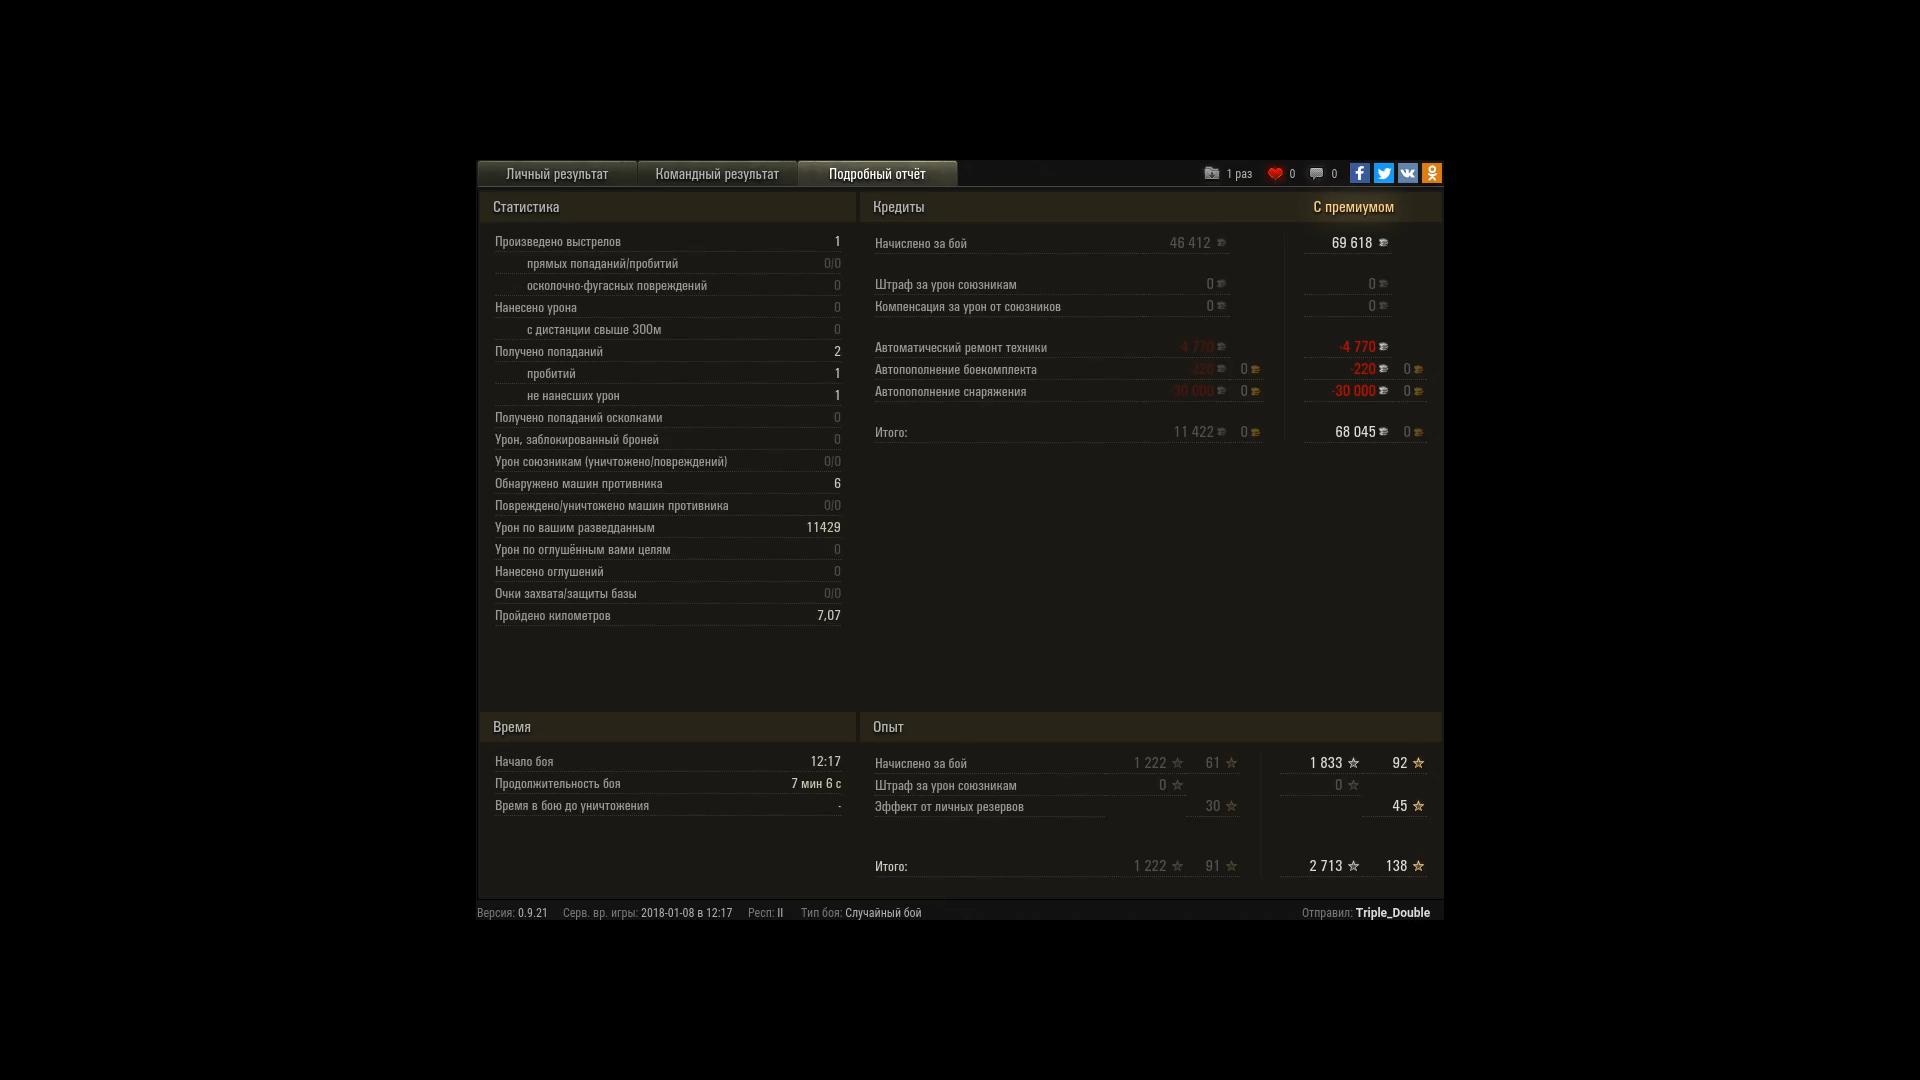 Личный результат Командный результат Подробный отчёт 1 раз 0 0
Статистика
Произведено выстрелов 1
прямых попаданий/пробитий 0/0
осколочно-фугасных повреждений 0
Нанесено урона 0
с дистанции свыше 300м 0
Получено попаданий 2
пробитий 1
не нанесших урон 1
Получено попаданий осколками 0
Урон, заблокированный броней 0
Урон союзникам (уничтожено/повреждений) 0/0
Обнаружено машин противника 6
Повреждено/уничтожено машин противника 0/0
Урон по вашим разведданным 11429
Урон по оглушённым вами целям 0
Нанесено оглушений 0
Очки захвата/защиты базы 0/0
Пройдено километров 7,07
Кредиты С премиумом
Начислено за бой 46 412 69 618
Штраф за урон союзникам 0 0
Компенсация за урон от союзников 0 0
Автоматический ремонт техники -4 770 -4 770
Автопополнение боекомплекта -220 0 -220 0
Автопополнение снаряжения -30 000 0 -30 000 0
Итого: 11 422 0 68 045 0
Время
Начало боя 12:17
Продолжительность боя 7 мин 6 с
Время в бою до уничтожения -
Опыт
Начислено за бой 1 222 61 1 833 92
Штраф за урон союзникам 0 0
Эффект от личных резервов 30 45
Итого: 1 222 91 2 713 138
Версия: 0.9.21 Серв. вр. игры: 2018-01-08 в 12:17 Респ: II Тип боя: Случайный бой Отправил: Triple_Double